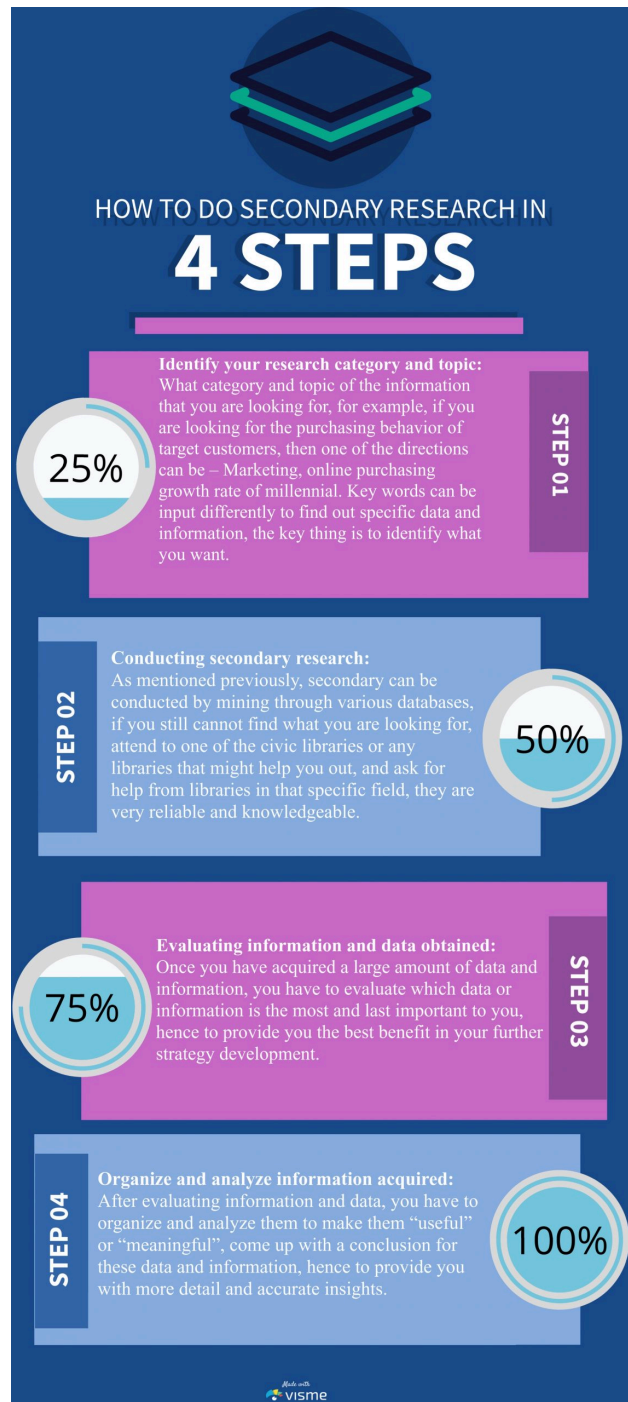 HOW TO DO SECONDARY RESEARCH IN
4 STEPS
Identify your research category and topic:
What category and topic of the information
that you are looking for, for example, if you
are looking for the purchasing behavior of
target customers, then one of the directions
can be – Marketing, online purchasing
growth rate of millennial. Key words can be
input differently to find out specific data and
information, the key thing is to identify what
you want.
25%
STEP 01
STEP 02
Conducting secondary research:
As mentioned previously, secondary can be
conducted by mining through various databases,
if you still cannot find what you are looking for,
attend to one of the civic libraries or any
libraries that might help you out, and ask for
help from libraries in that specific field, they are
very reliable and knowledgeable.
50%
75%
Evaluating information and data obtained:
Once you have acquired a large amount of data and
information, you have to evaluate which data or
information is the most and last important to you,
hence to provide you the best benefit in your further
strategy development.
STEP 03
STEP 04
Organize and analyze information acquired:
After evaluating information and data, you have to
organize and analyze them to make them “useful”
or “meaningful”, come up with a conclusion for
these data and information, hence to provide you
with more detail and accurate insights.
100%
Made with
visme